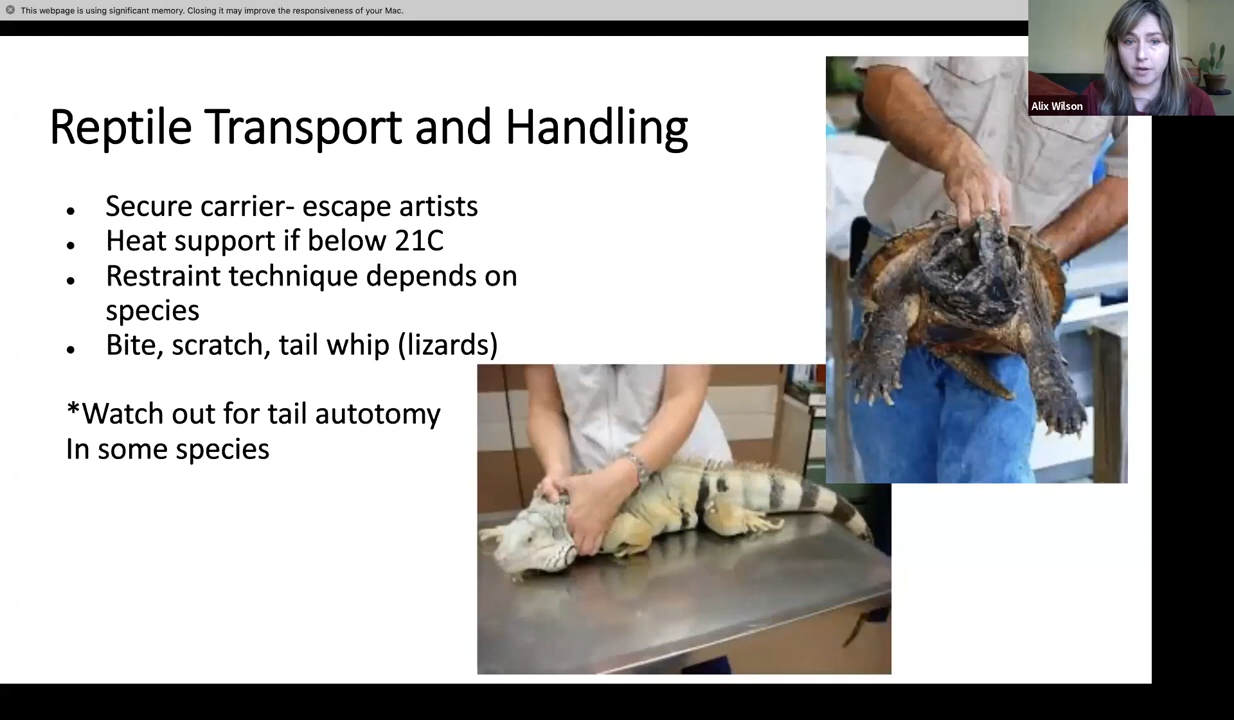 This webpage is using significant memory. Closing it may improve the responsiveness of your Mac.
Alix Wilson
Reptile Transport and Handling
• Secure carrier- escape artists
• Heat support if below 21C
• Restraint technique depends on
species
• Bite, scratch, tail whip (lizards)
*Watch out for tail autotomy
In some species